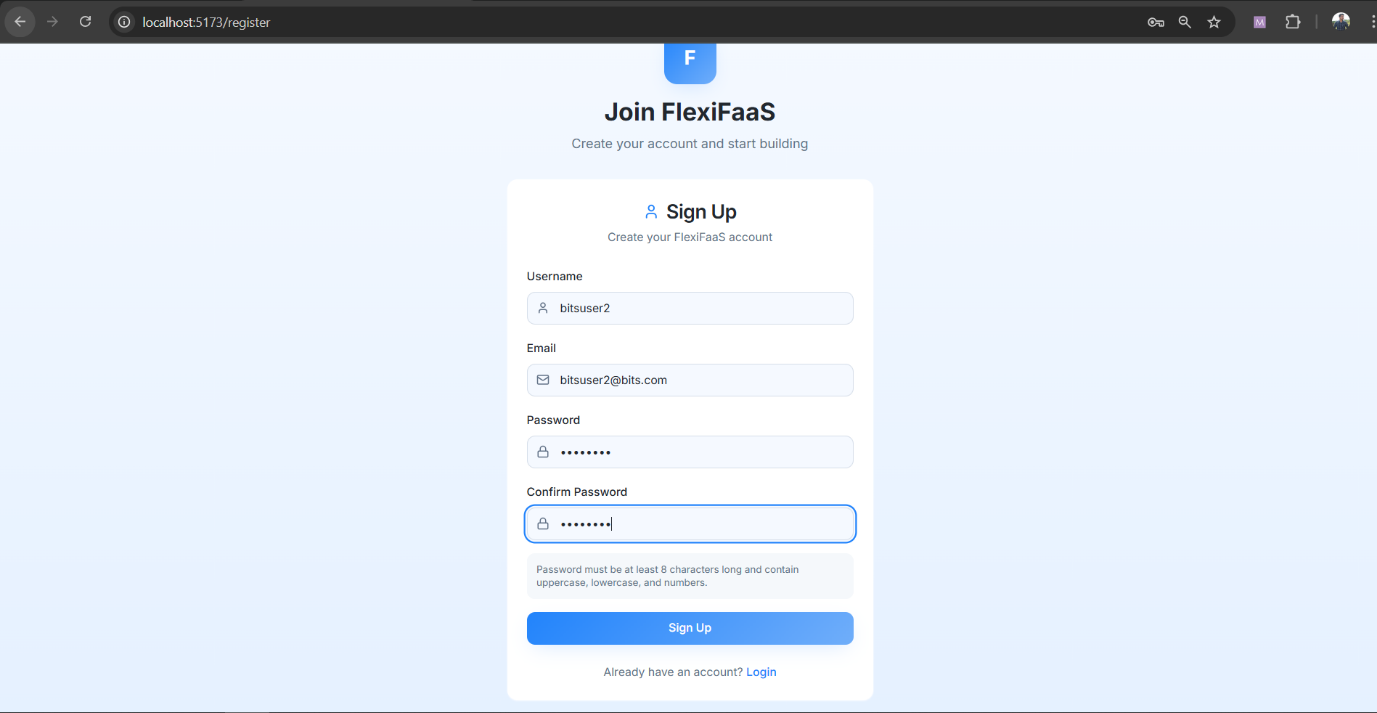 localhost:5173/register
M
F
Join FlexiFaaS
Create your account and start building
Sign Up
Create your FlexiFaaS account
Username
bitsuser2
Email
bitsuser2@bits.com
Password
••••••••
Confirm Password
••••••••
Password must be at least 8 characters long and contain
uppercase, lowercase, and numbers.
Sign Up
Already have an account? Login